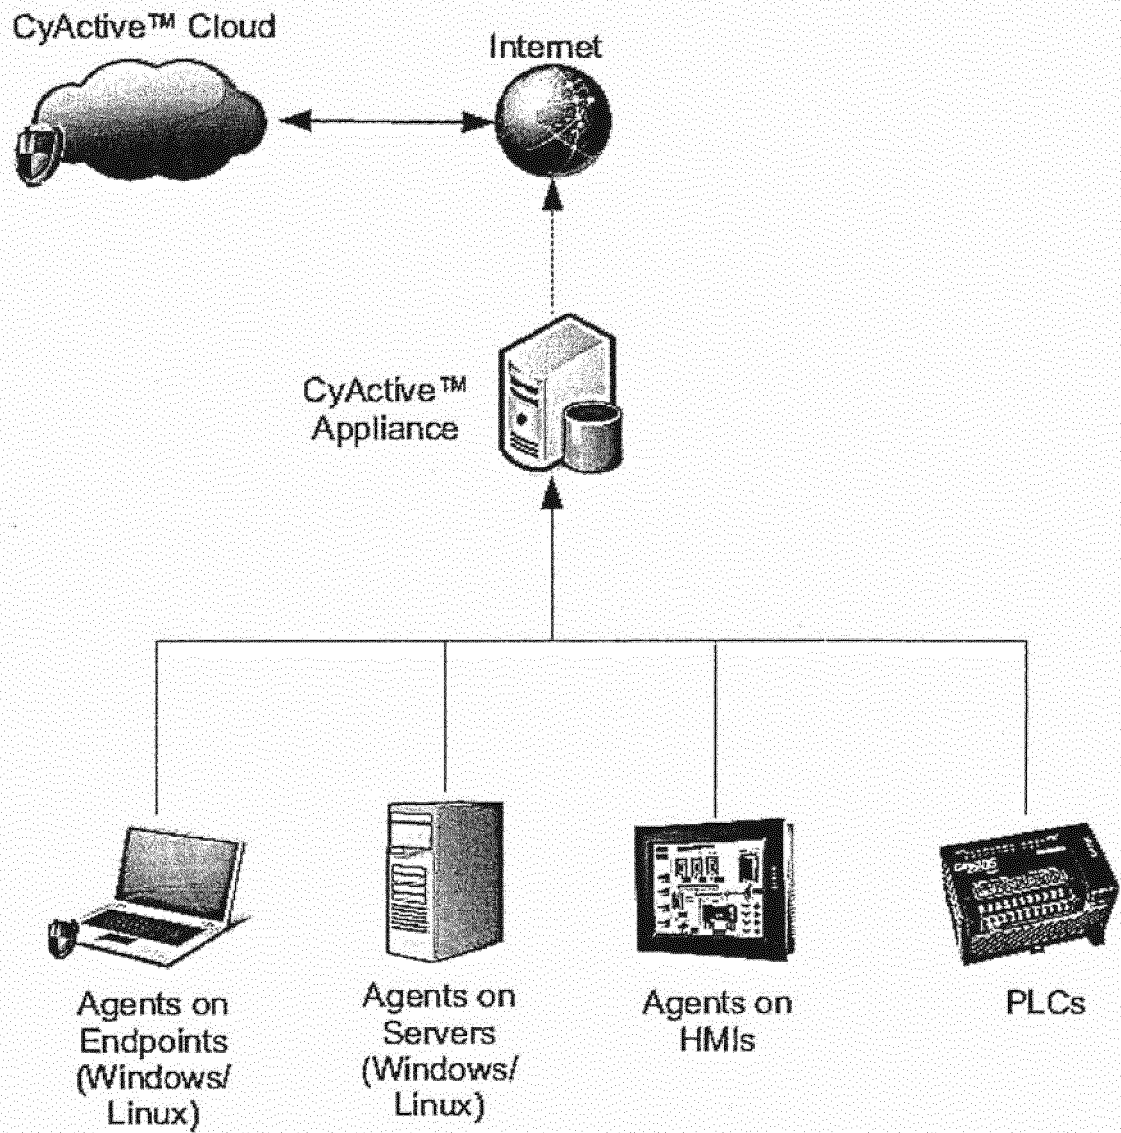 CyActive™ Cloud
Internet
CyActive™
Appliance
Agents on
Endpoints
(Windows/
Linux)
Agents on
Servers
(Windows/
Linux)
Agents on
HMIs
PLCs